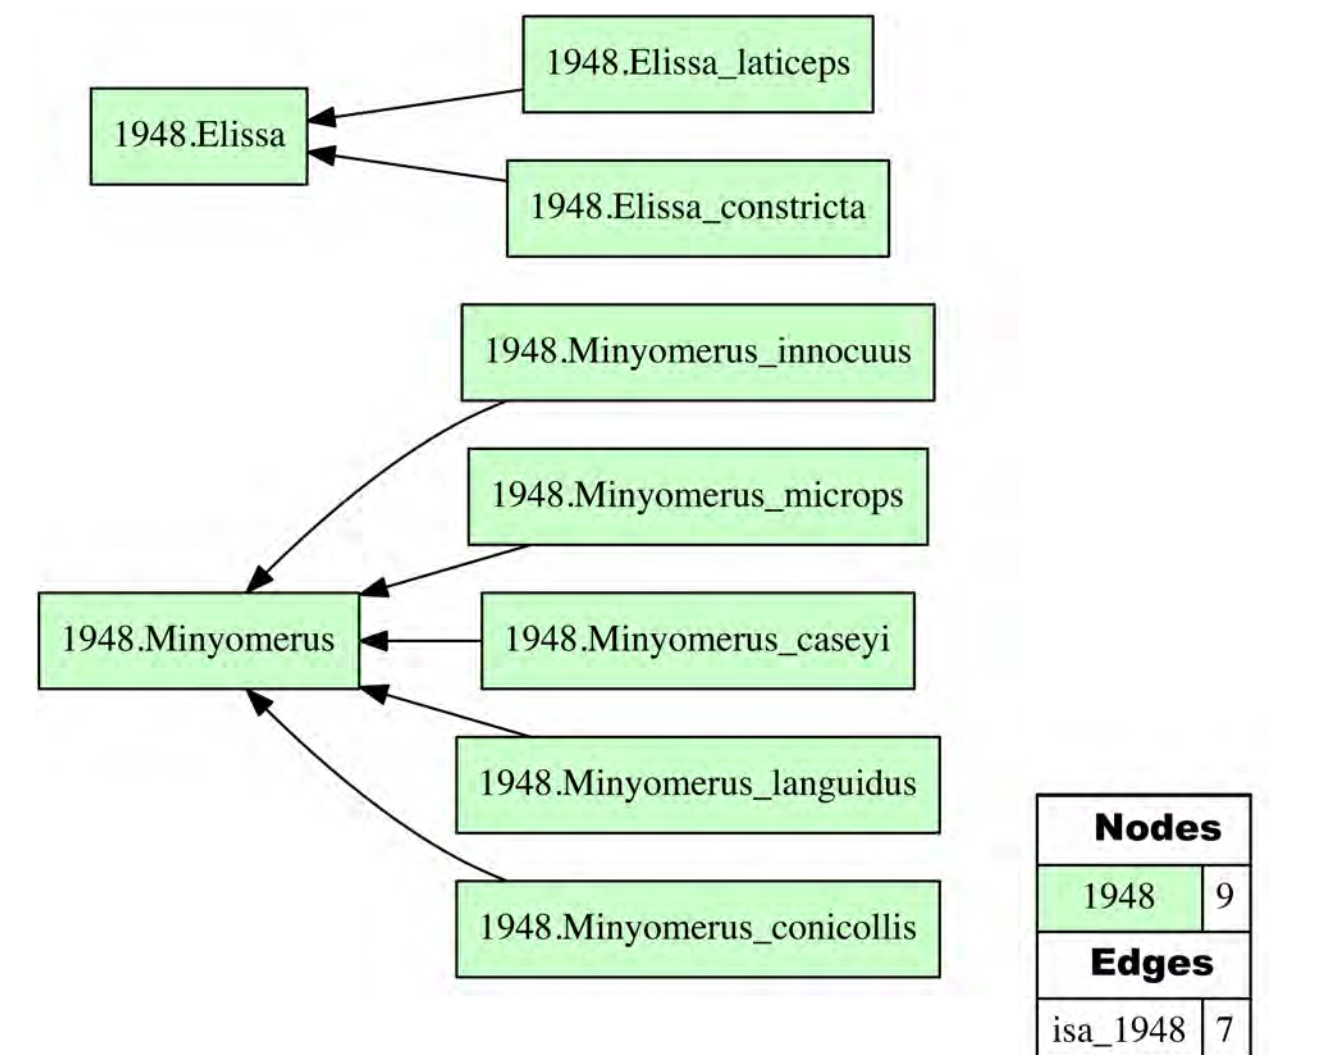 1948.Elissa_laticeps
1948.Elissa
1948.Elissa_constricta
1948.Minyomerus_innocuus
1948.Minyomerus_microps
1948.Minyomerus
1948.Minyomerus_caseyi
1948.Minyomerus_languidus
1948.Minyomerus_conicollis
Nodes
1948 9
Edges
isa_1948 7